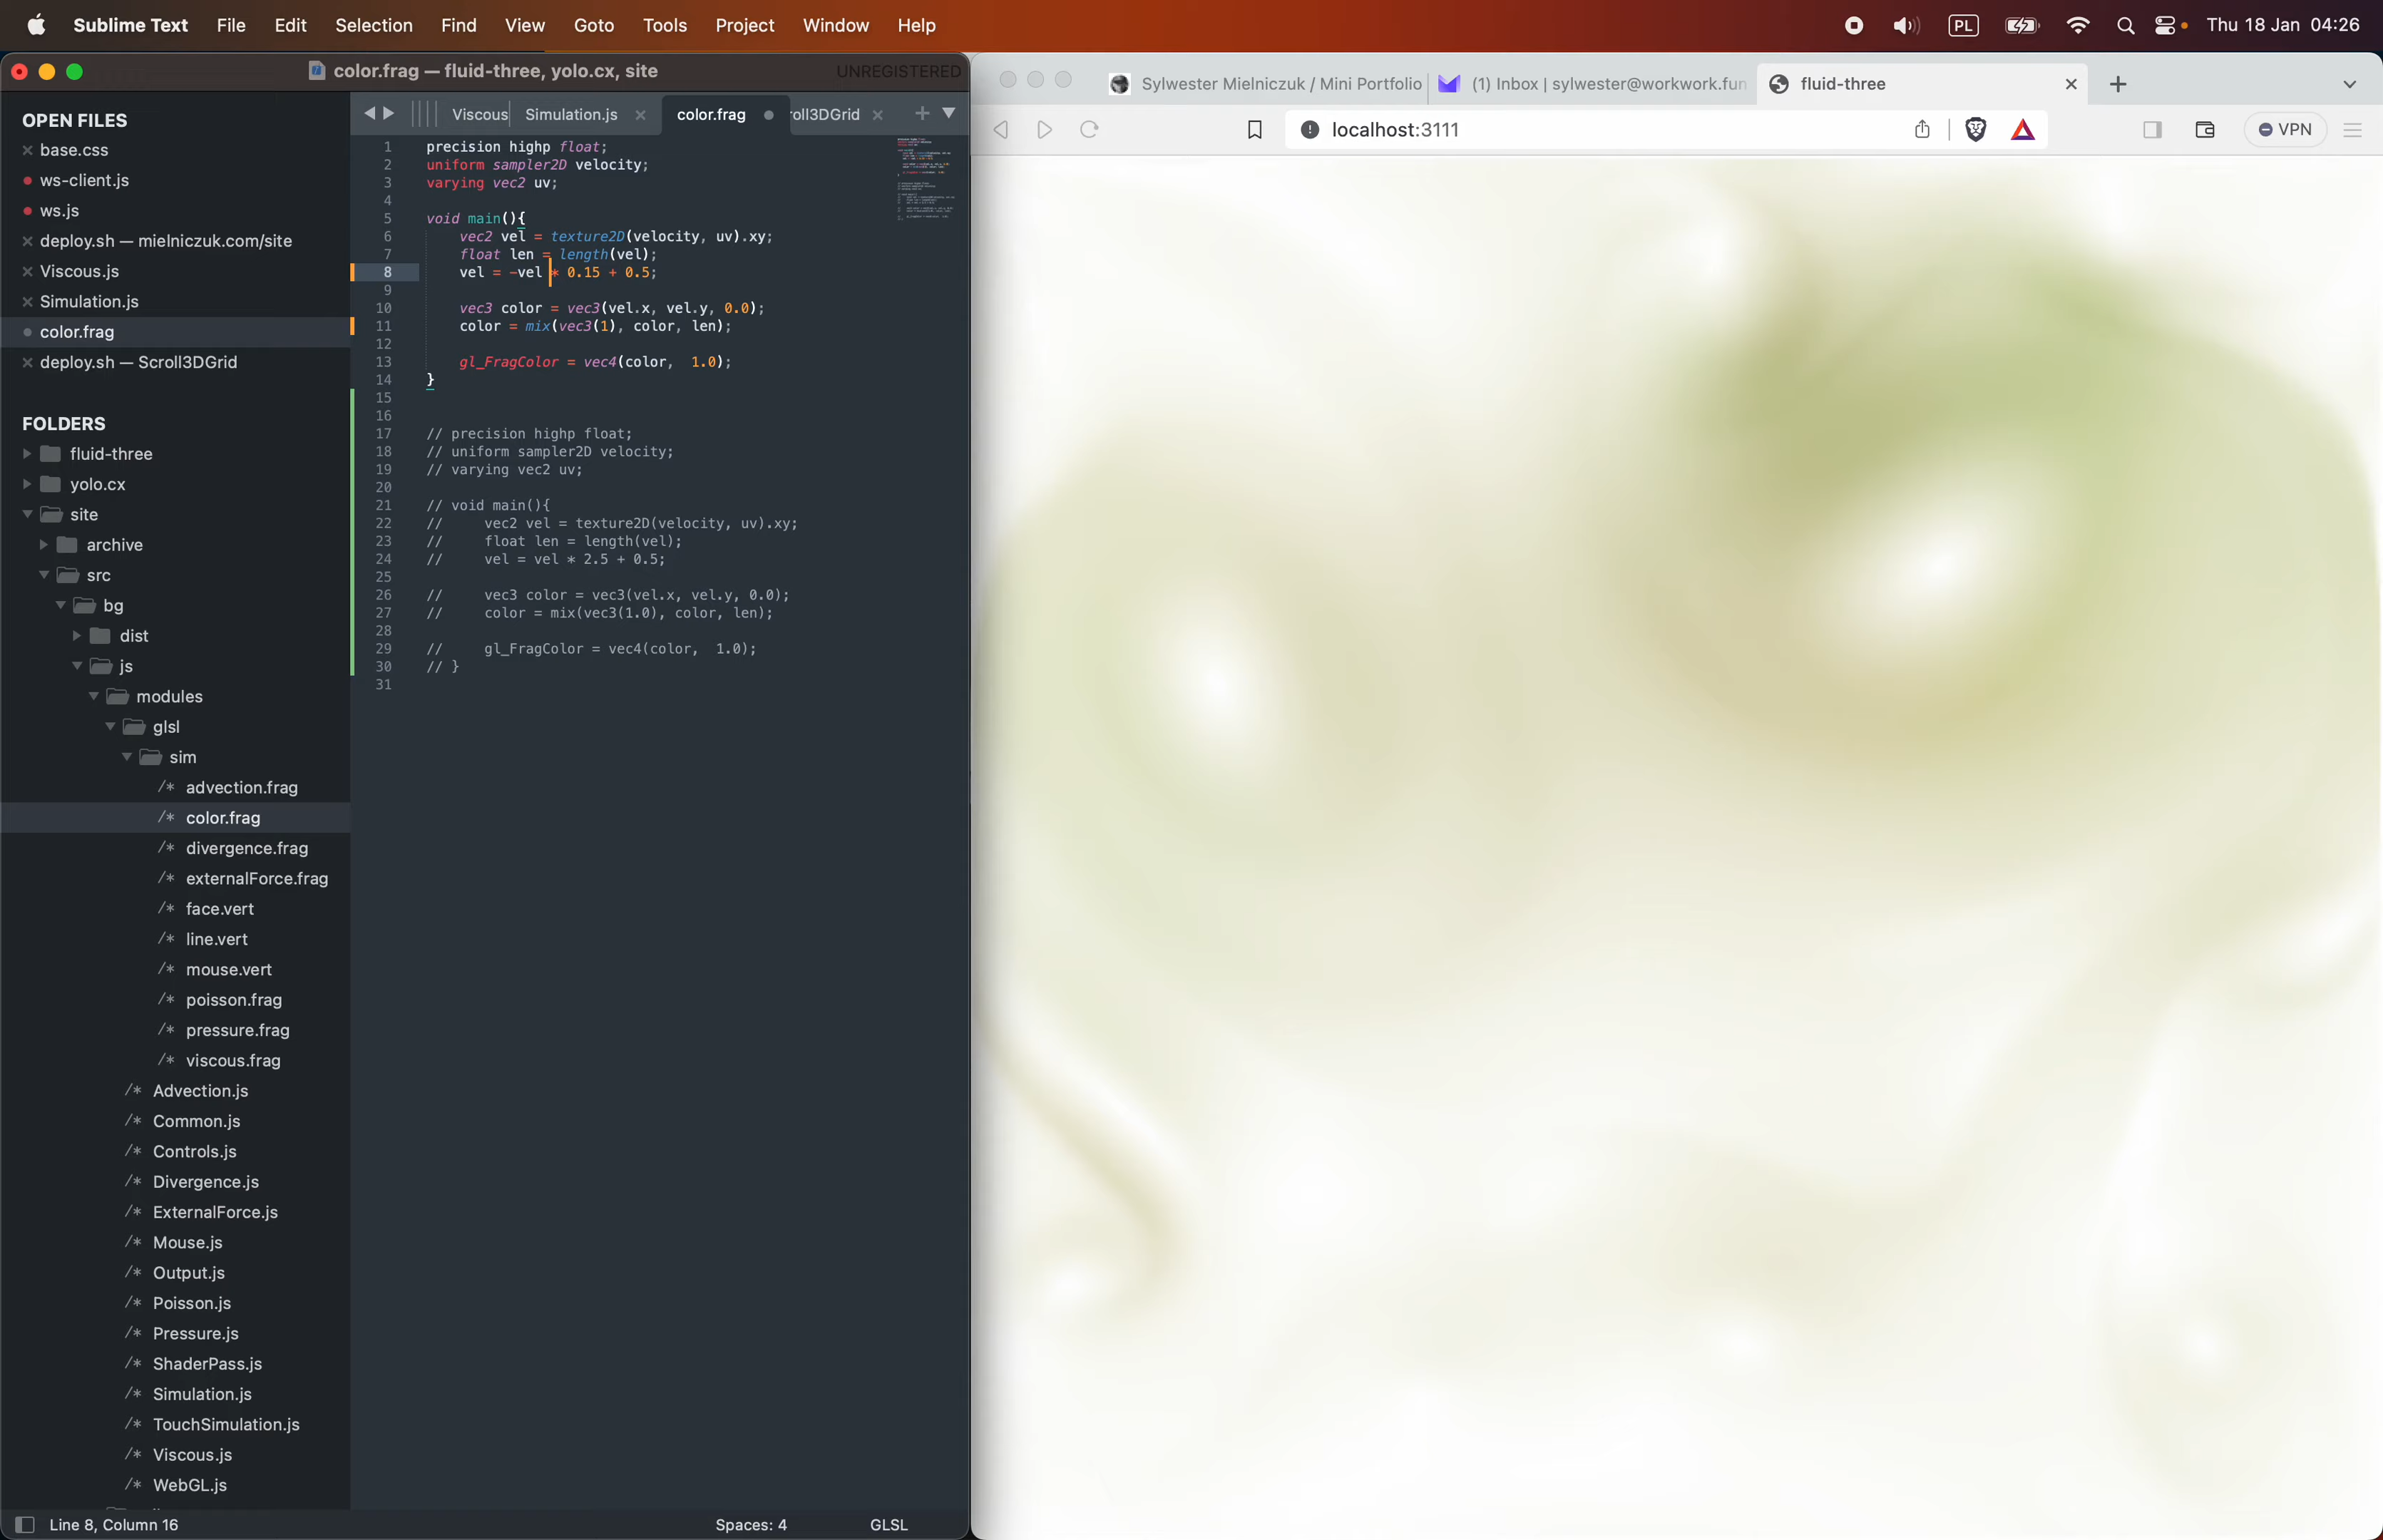 Sublime Text File Edit Selection Find View Goto Tools Project Window Help PL Thu 18 Jan 04:26
color.frag — fluid-three, yolo.cx, site UNREGISTERED
OPEN FILES
base.css
ws-client.js
ws.js
deploy.sh — mielniczuk.com/site
Viscous.js
Simulation.js
color.frag
deploy.sh — Scroll3DGrid
FOLDERS
fluid-three
yolo.cx
site
archive
src
bg
dist
js
modules
glsl
sim
/* advection.frag
/* color.frag
/* divergence.frag
/* externalForce.frag
/* face.vert
/* line.vert
/* mouse.vert
/* poisson.frag
/* pressure.frag
/* viscous.frag
/* Advection.js
/* Common.js
/* Controls.js
/* Divergence.js
/* ExternalForce.js
/* Mouse.js
/* Output.js
/* Poisson.js
/* Pressure.js
/* ShaderPass.js
/* Simulation.js
/* TouchSimulation.js
/* Viscous.js
/* WebGL.js
Viscous Simulation.js color.frag roll3DGrid
1 precision highp float;
2 uniform sampler2D velocity;
3 varying vec2 uv;
4
5 void main(){
6 vec2 vel = texture2D(velocity, uv).xy;
7 float len = length(vel);
8 vel = -vel * 0.15 + 0.5;
9
10 vec3 color = vec3(vel.x, vel.y, 0.0);
11 color = mix(vec3(1), color, len);
12
13 gl_FragColor = vec4(color,  1.0);
14 }
15
16
17 // precision highp float;
18 // uniform sampler2D velocity;
19 // varying vec2 uv;
20
21 // void main(){
22 //     vec2 vel = texture2D(velocity, uv).xy;
23 //     float len = length(vel);
24 //     vel = vel * 2.5 + 0.5;
25
26 //     vec3 color = vec3(vel.x, vel.y, 0.0);
27 //     color = mix(vec3(1.0), color, len);
28
29 //     gl_FragColor = vec4(color,  1.0);
30 // }
31
Line 8, Column 16 Spaces: 4 GLSL
Sylwester Mielniczuk / Mini Portfolio (1) Inbox | sylwester@workwork.fun fluid-three
localhost:3111 VPN